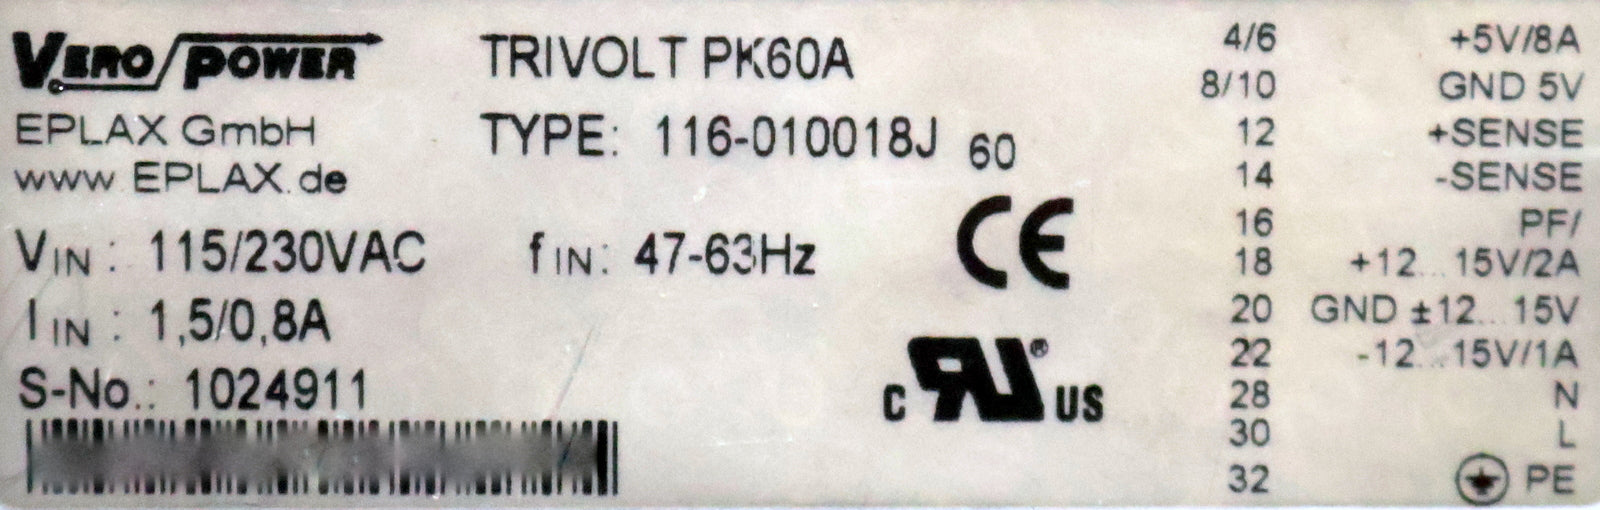 VERO POWER
EPLAX GmbH
www.EPLAX.de
TRIVOLT PK60A
TYPE: 116-010018J 60
VIN: 115/230VAC fIN: 47-63Hz
IIN: 1,5/0,8A
S-No.: 1024911
CE
c RU® US
4/6 +5V/8A
8/10 GND 5V
12 +SENSE
14 -SENSE
16 PF/
18 +12...15V/2A
20 GND ±12...15V
22 -12...15V/1A
28 N
30 L
32 PE